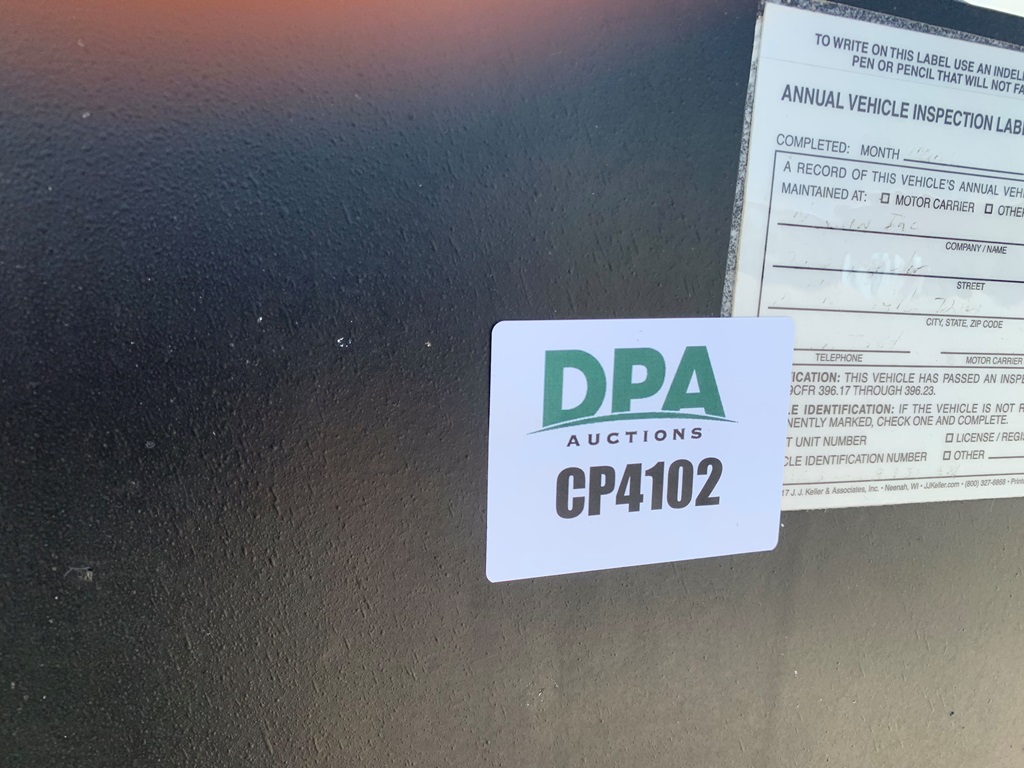 TO WRITE ON THIS LABEL USE AN
PEN OR PENCIL THAT WILL NOT
ANNUAL VEHICLE INSPECTION
COMPLETED: MONTH
A RECORD OF THIS VEHICLE'S ANNUAL
MAINTAINED AT: MOTOR CARRIER OTHER
Inc
COMPANY / NAME
STREET
CITY, STATE, ZIP CODE
TELEPHONE MOTOR CARRIER
THIS VEHICLE HAS PASSED AN
CFR 396.17 THROUGH 396.23.
IDENTIFICATION: IF THE VEHICLE IS NOT
MARKED, CHECK ONE AND COMPLETE.
UNIT NUMBER LICENSE /
IDENTIFICATION NUMBER OTHER
J. J. Keller & Associates, Inc. • Neenah, WI • JJKeller.com • (800) 327-6868 •
DPA
AUCTIONS
CP4102